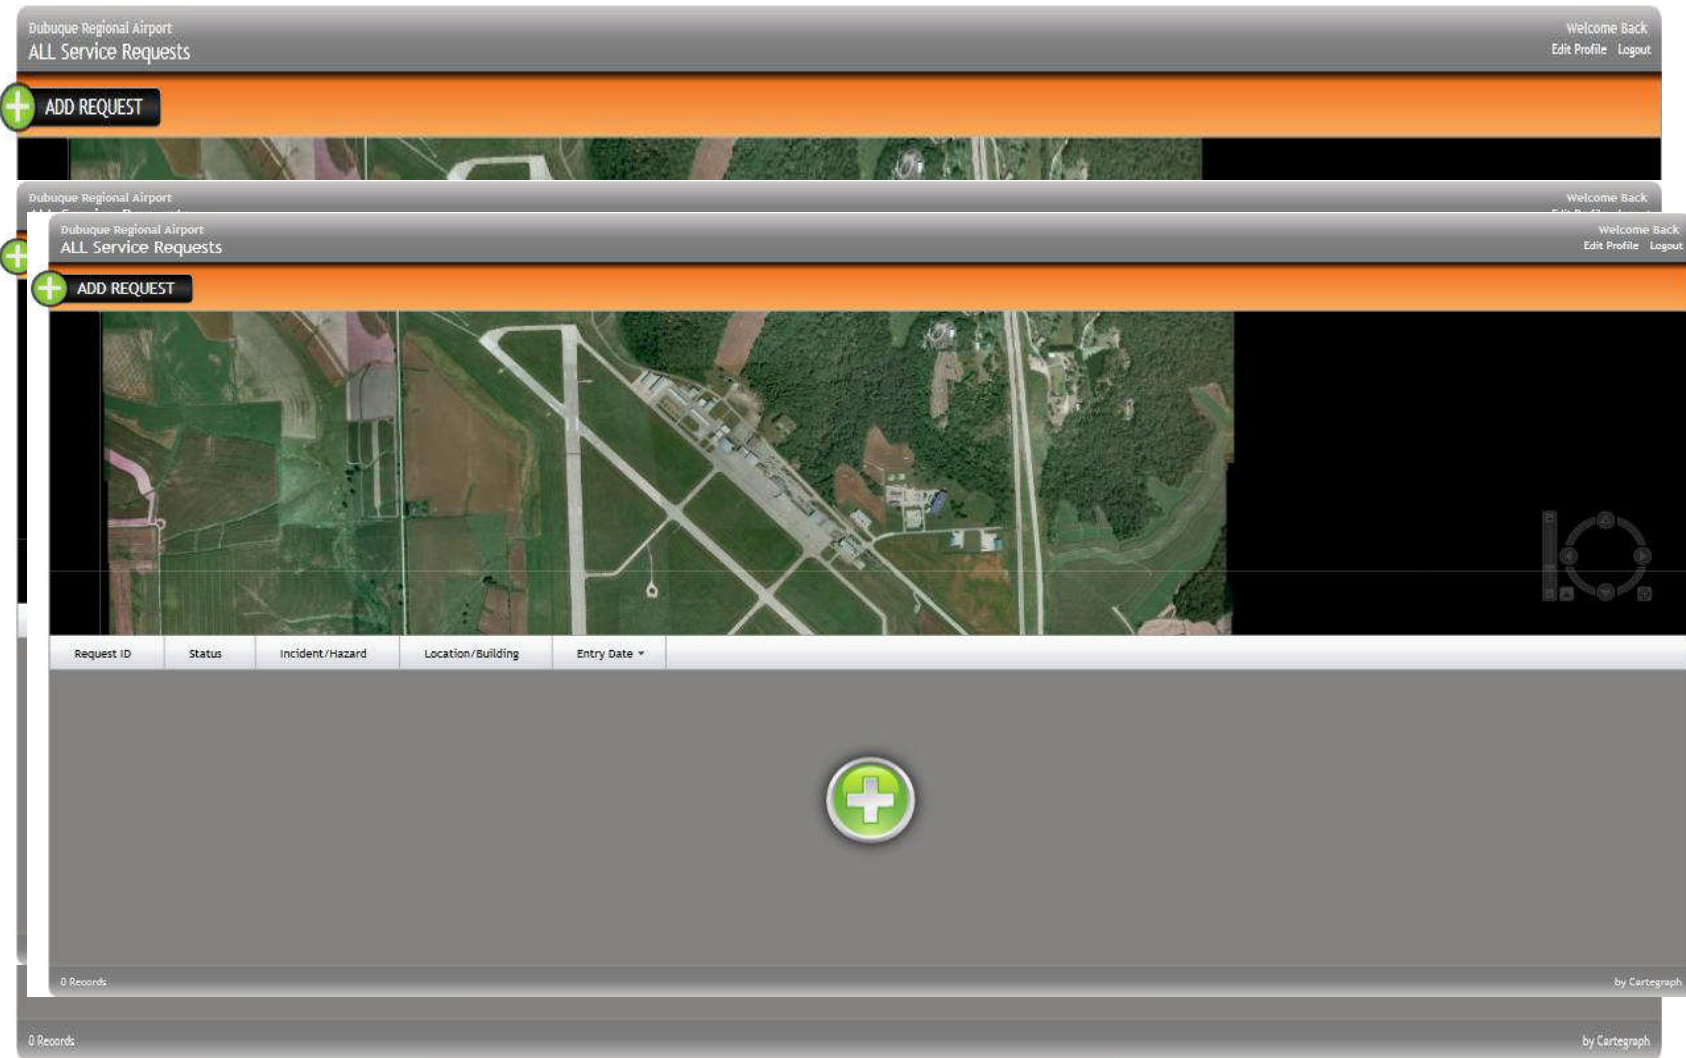 Dubuque Regional Airport
Welcome Back
ALL Service Requests
Edit Profile Logout
ADD REQUEST
Dubuque Regional Airport
Welcome Back
Dubuque Regional Airport
Welcome Back
ALL Service Requests
Edit Profile Logout
ADD REQUEST
Request ID Status Incident/Hazard Location/Building Entry Date
0 Records
by Cartegraph
0 Records
by Cartegraph